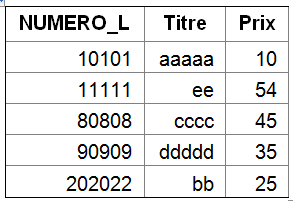 NUMERO_L Titre Prix
10101 aaaaa 10
11111 ee 54
80808 cccc 45
90909 ddddd 35
202022 bb 25